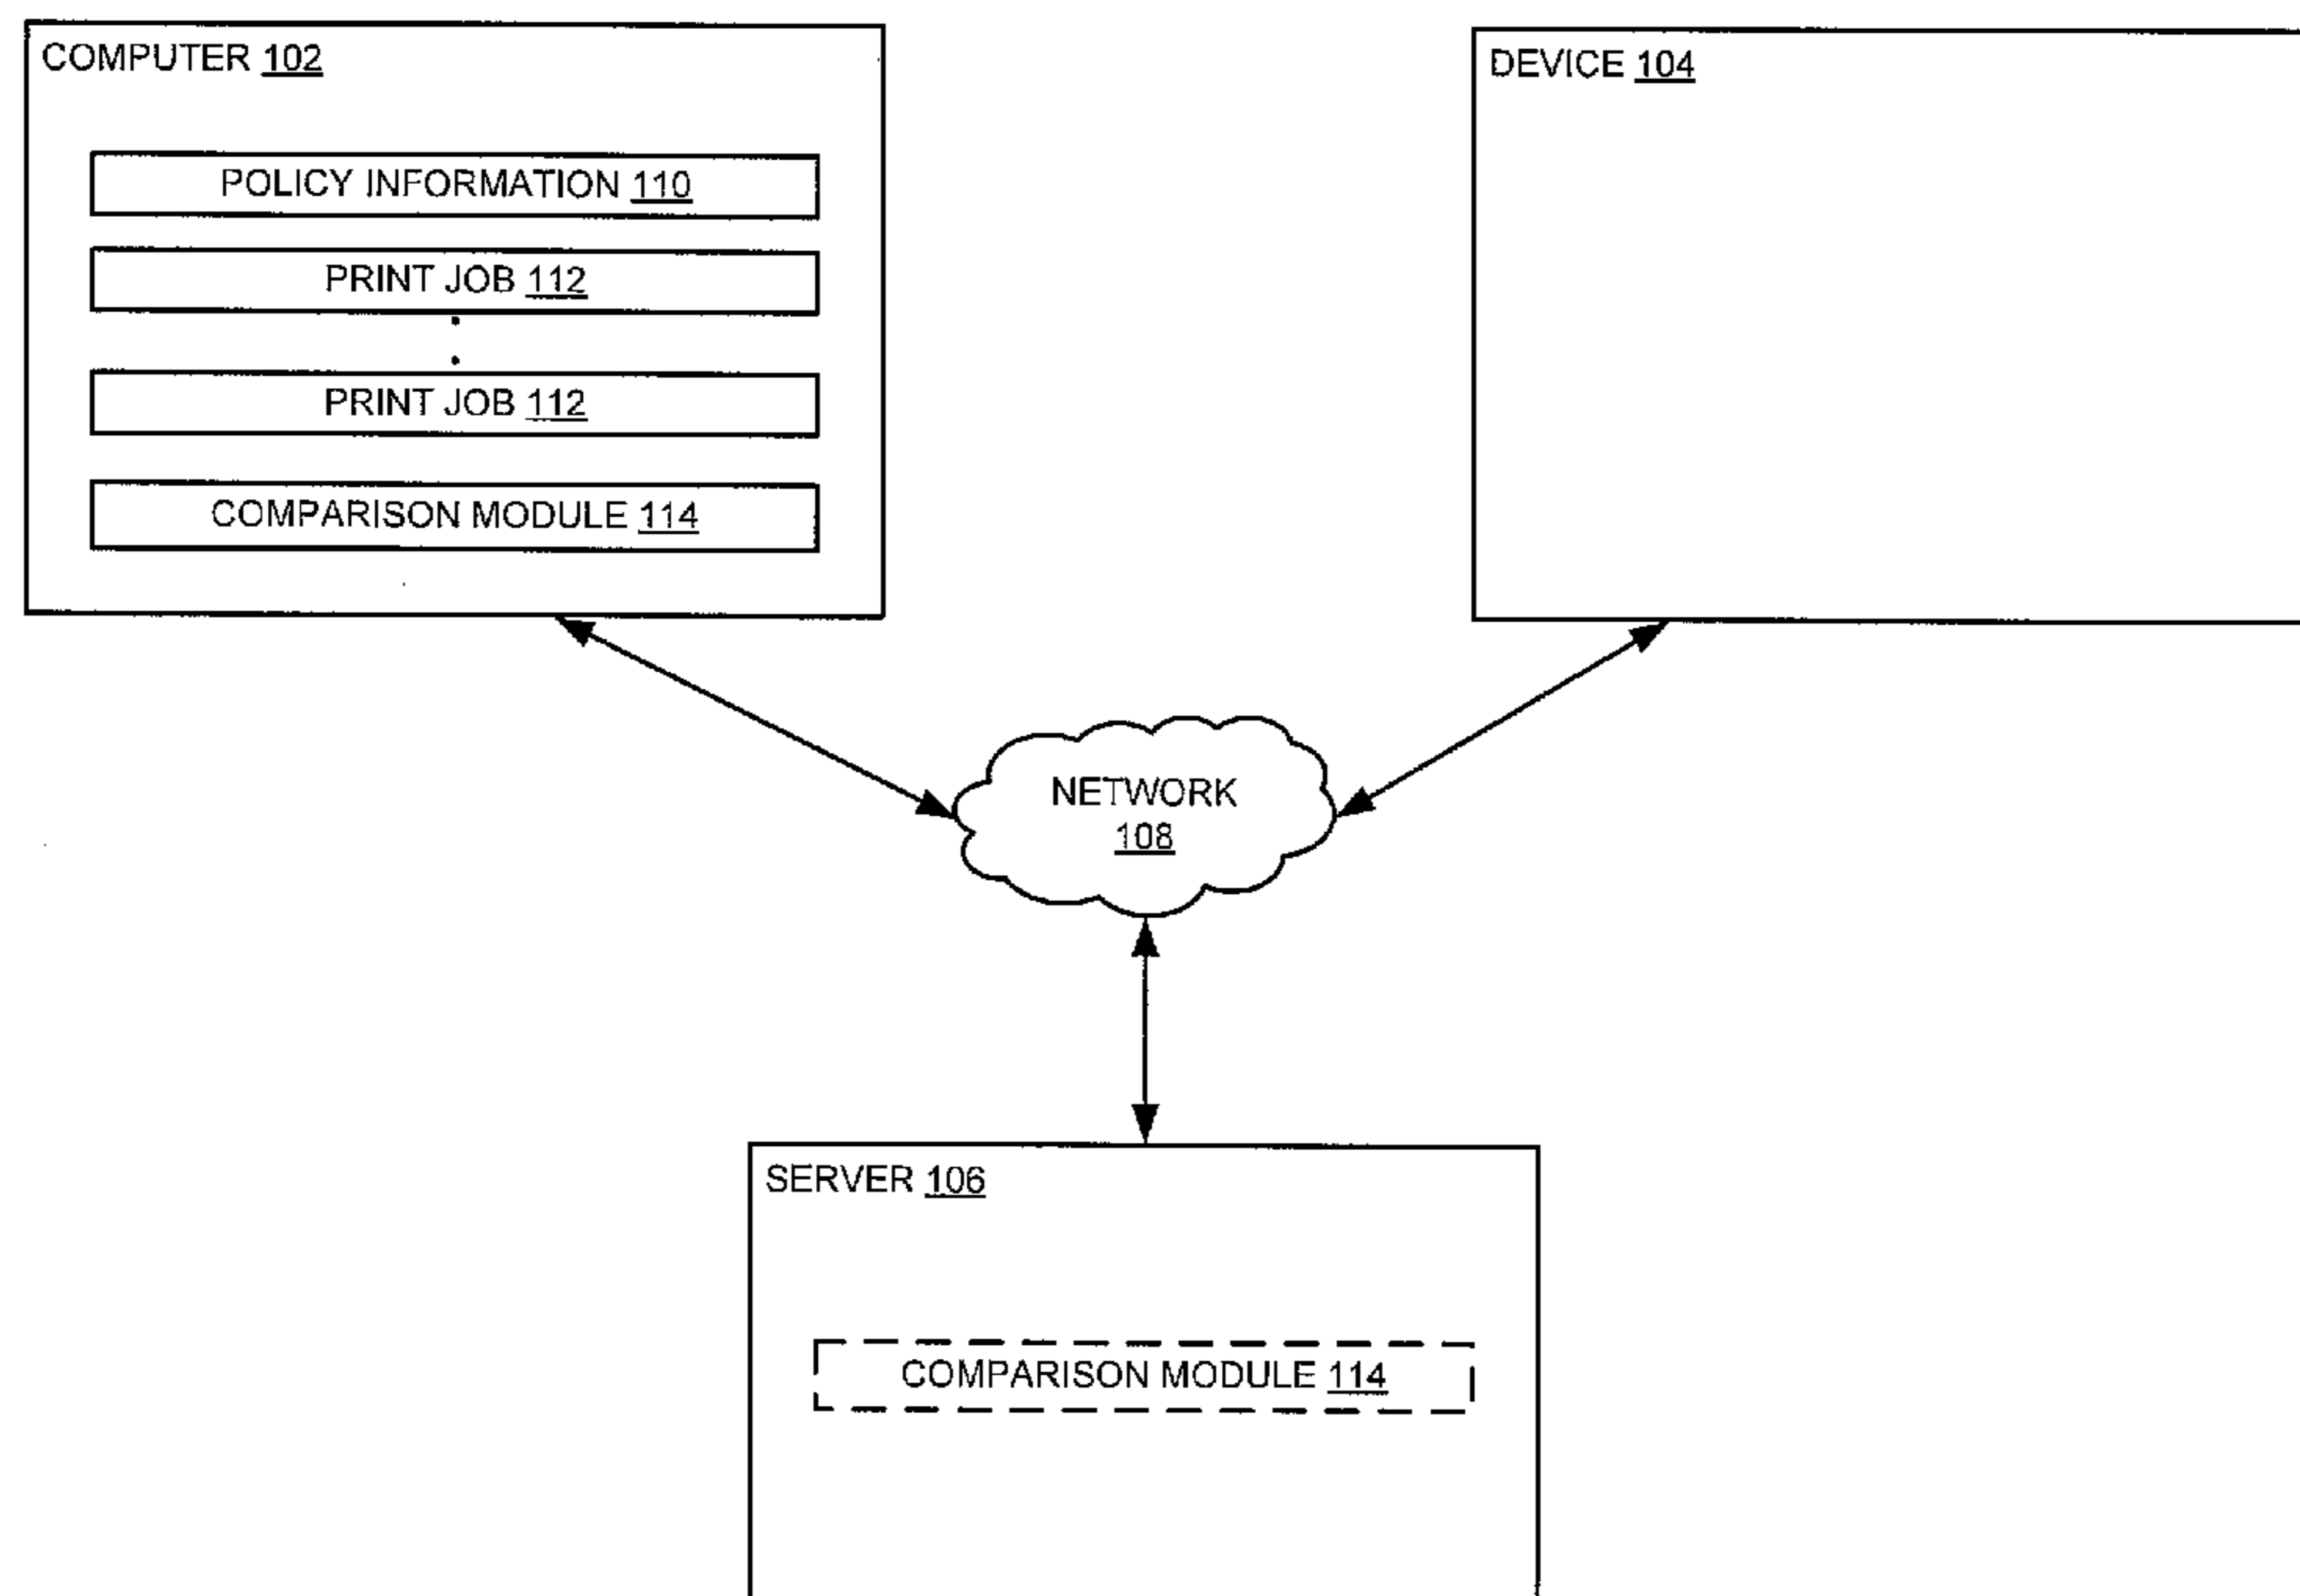 COMPUTER 102
POLICY INFORMATION 110
PRINT JOB 112
PRINT JOB 112
COMPARISON MODULE 114
DEVICE 104
NETWORK
108
SERVER 106
COMPARISON MODULE 114